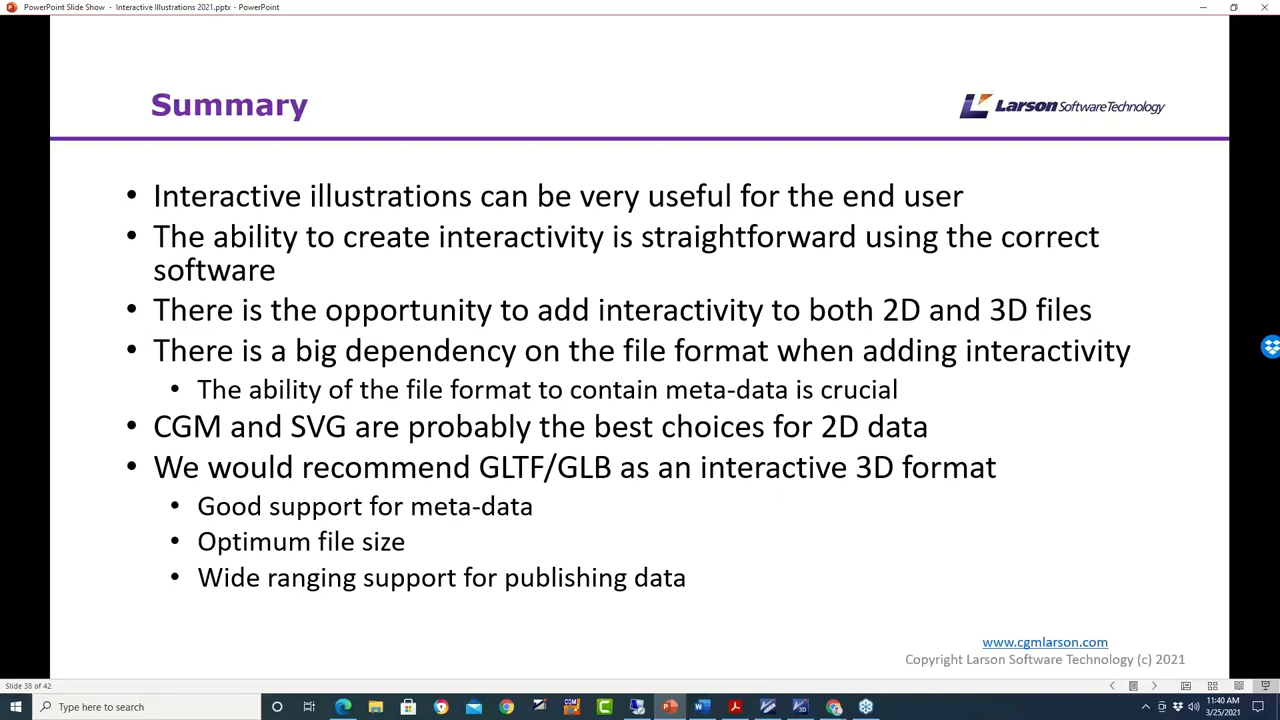 PowerPoint Slide Show - Interactive Illustrations 2021.pptx - PowerPoint
Summary
Larson Software Technology
• Interactive illustrations can be very useful for the end user
• The ability to create interactivity is straightforward using the correct
software
• There is the opportunity to add interactivity to both 2D and 3D files
• There is a big dependency on the file format when adding interactivity
• The ability of the file format to contain meta-data is crucial
• CGM and SVG are probably the best choices for 2D data
• We would recommend GLTF/GLB as an interactive 3D format
• Good support for meta-data
• Optimum file size
• Wide ranging support for publishing data
www.cgmlarson.com
Copyright Larson Software Technology (c) 2021
Slide 38 of 42
Type here to search
11:40 AM
3/25/2021